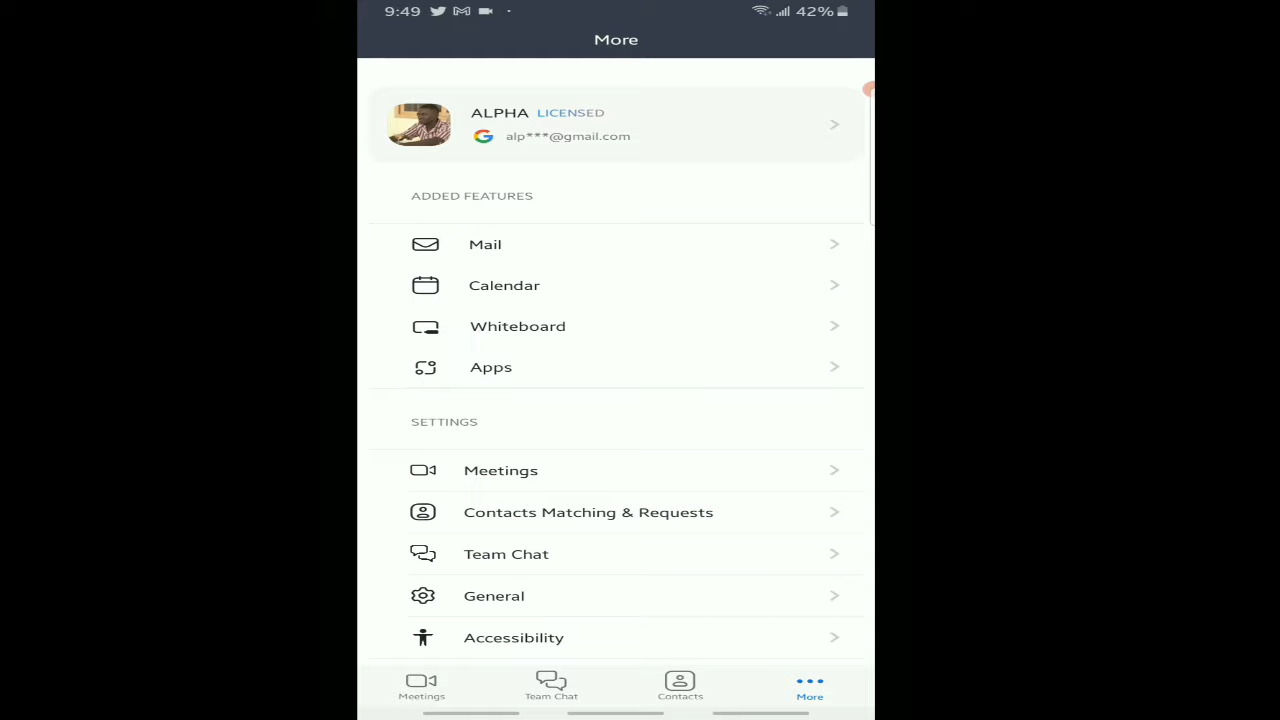 9:49 42%
More
ALPHA LICENSED
alp***@gmail.com
ADDED FEATURES
Mail
Calendar
Whiteboard
Apps
SETTINGS
Meetings
Contacts Matching & Requests
Team Chat
General
Accessibility
Meetings Team Chat Contacts More